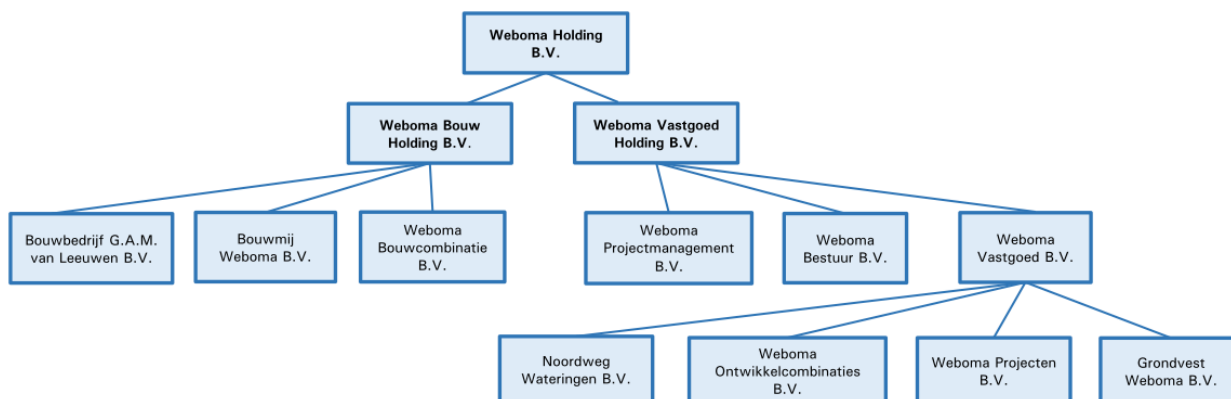 Weboma Holding
B.V.
Weboma Bouw
Holding B.V.
Weboma Vastgoed
Holding B.V.
Bouwbedrijf G.A.M.
van Leeuwen B.V.
Bouwmij
Weboma B.V.
Weboma
Bouwcombinatie
B.V.
Weboma
Projectmanagement
B.V.
Weboma
Bestuur B.V.
Weboma
Vastgoed B.V.
Noordweg
Wateringen B.V.
Weboma
Ontwikkelcombinaties
B.V.
Weboma Projecten
B.V.
Grondvest
Weboma B.V.